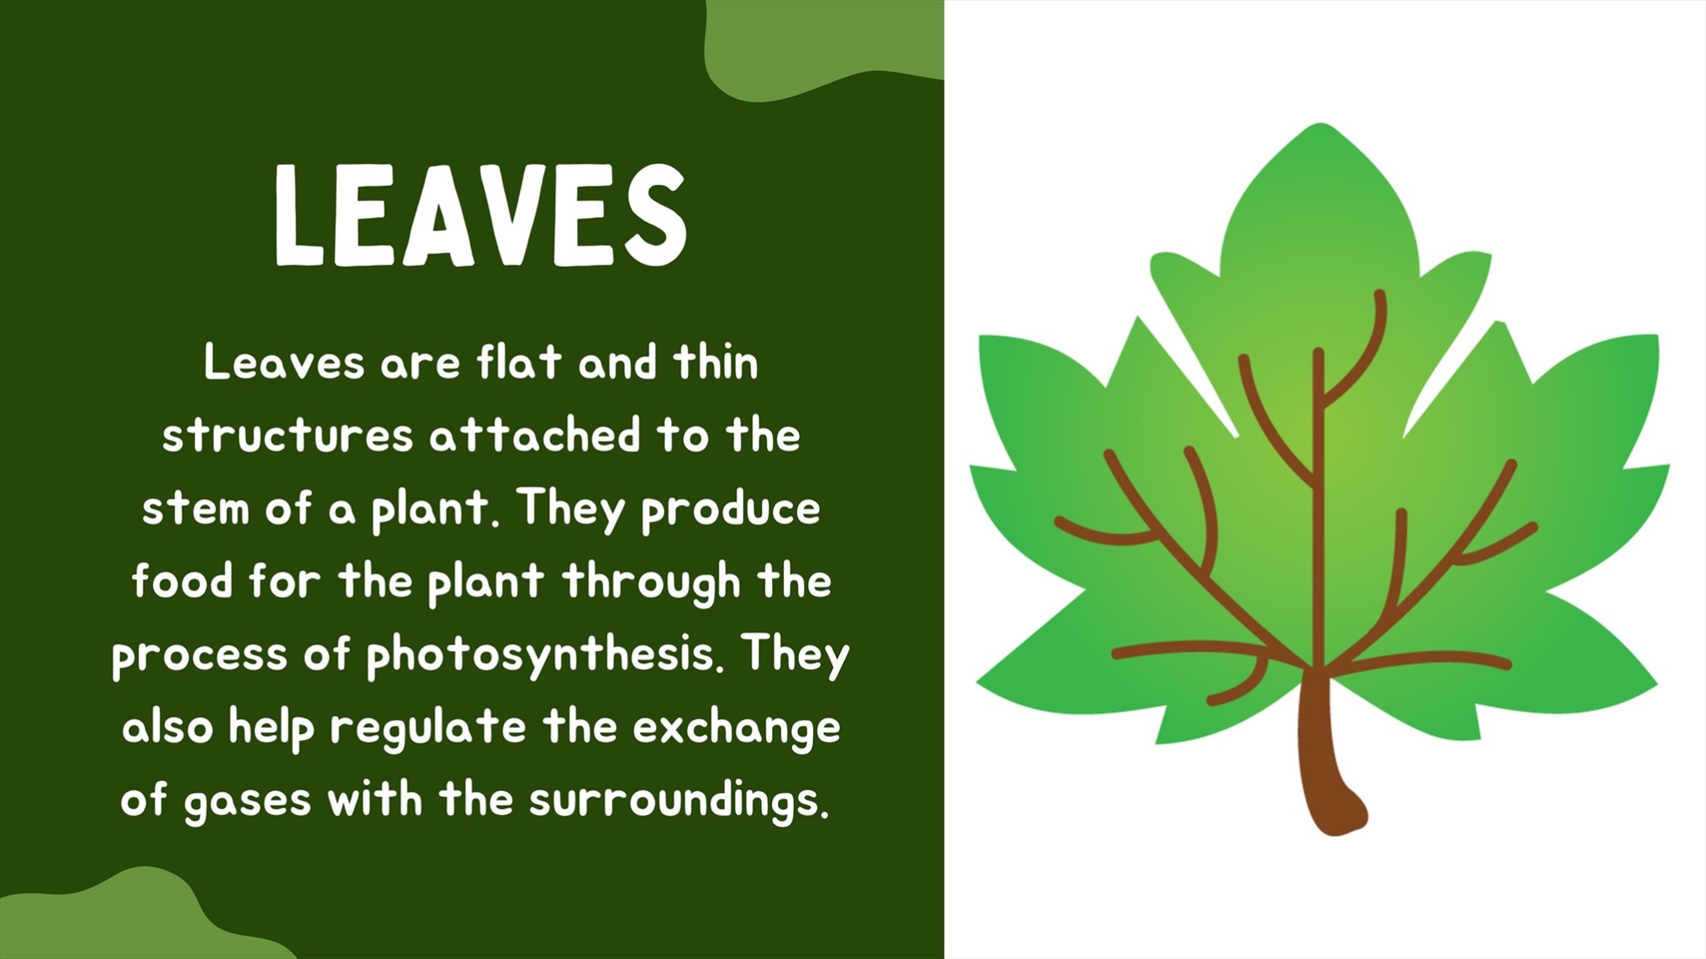 LEAVES
Leaves are flat and thin
structures attached to the
stem of a plant. They produce
food for the plant through the
process of photosynthesis. They
also help regulate the exchange
of gases with the surroundings.